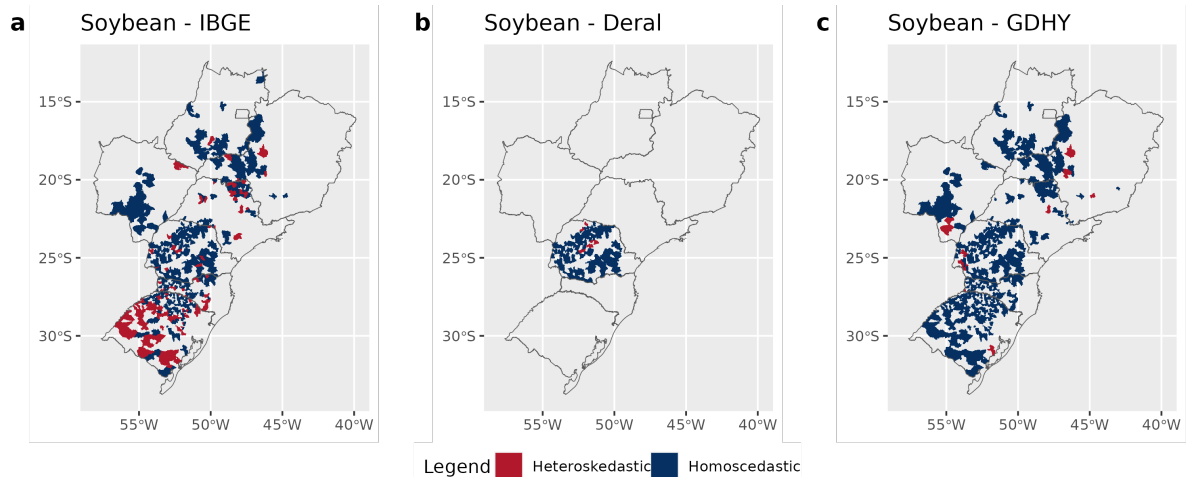 a Soybean - IBGE
b Soybean - Deral
c Soybean - GDHY
15°S
20°S
25°S
30°S
55°W 50°W 45°W 40°W
15°S
20°S
25°S
30°S
55°W 50°W 45°W 40°W
15°S
20°S
25°S
30°S
55°W 50°W 45°W 40°W
Legend Heteroskedastic Homoscedastic